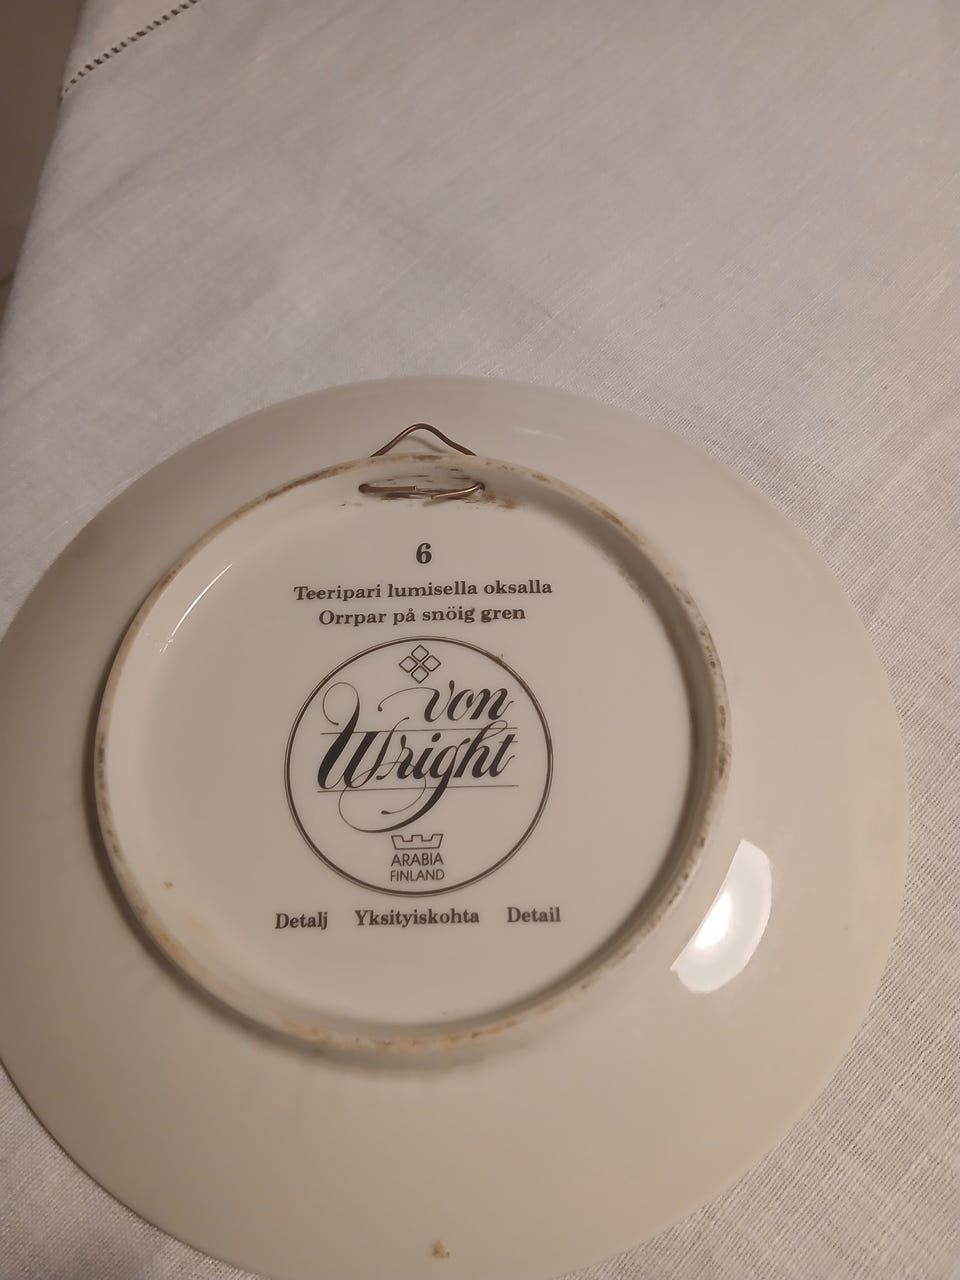 6
Teeripari lumisella oksalla
Orrpar på snöig gren
von
Wright
ARABIA
FINLAND
Detalj Yksityiskohta Detail